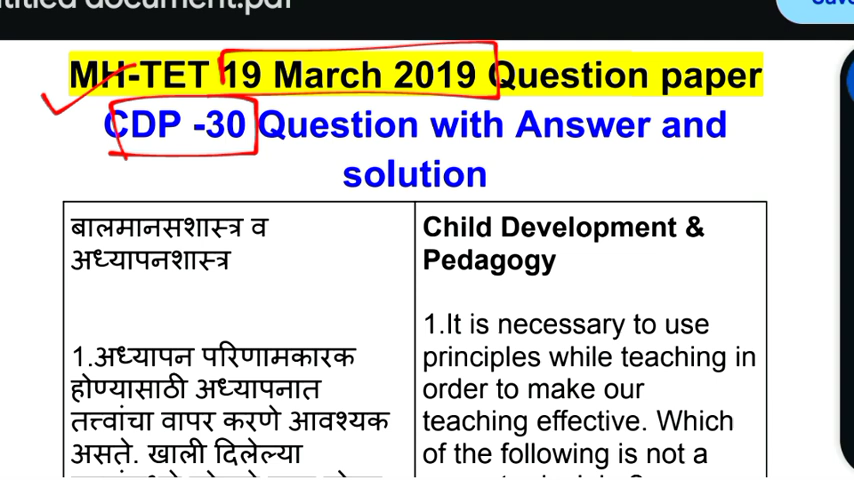 MH-TET 19 March 2019 Question paper
CDP -30 Question with Answer and
solution
बालमानसशास्त्र व
अध्यापनशास्त्र
1.अध्यापन परिणामकारक
होण्यासाठी अध्यापनात
तत्त्वांचा वापर करणे आवश्यक
असते. खाली दिलेल्या
Child Development &
Pedagogy
1.It is necessary to use
principles while teaching in
order to make our
teaching effective. Which
of the following is not a